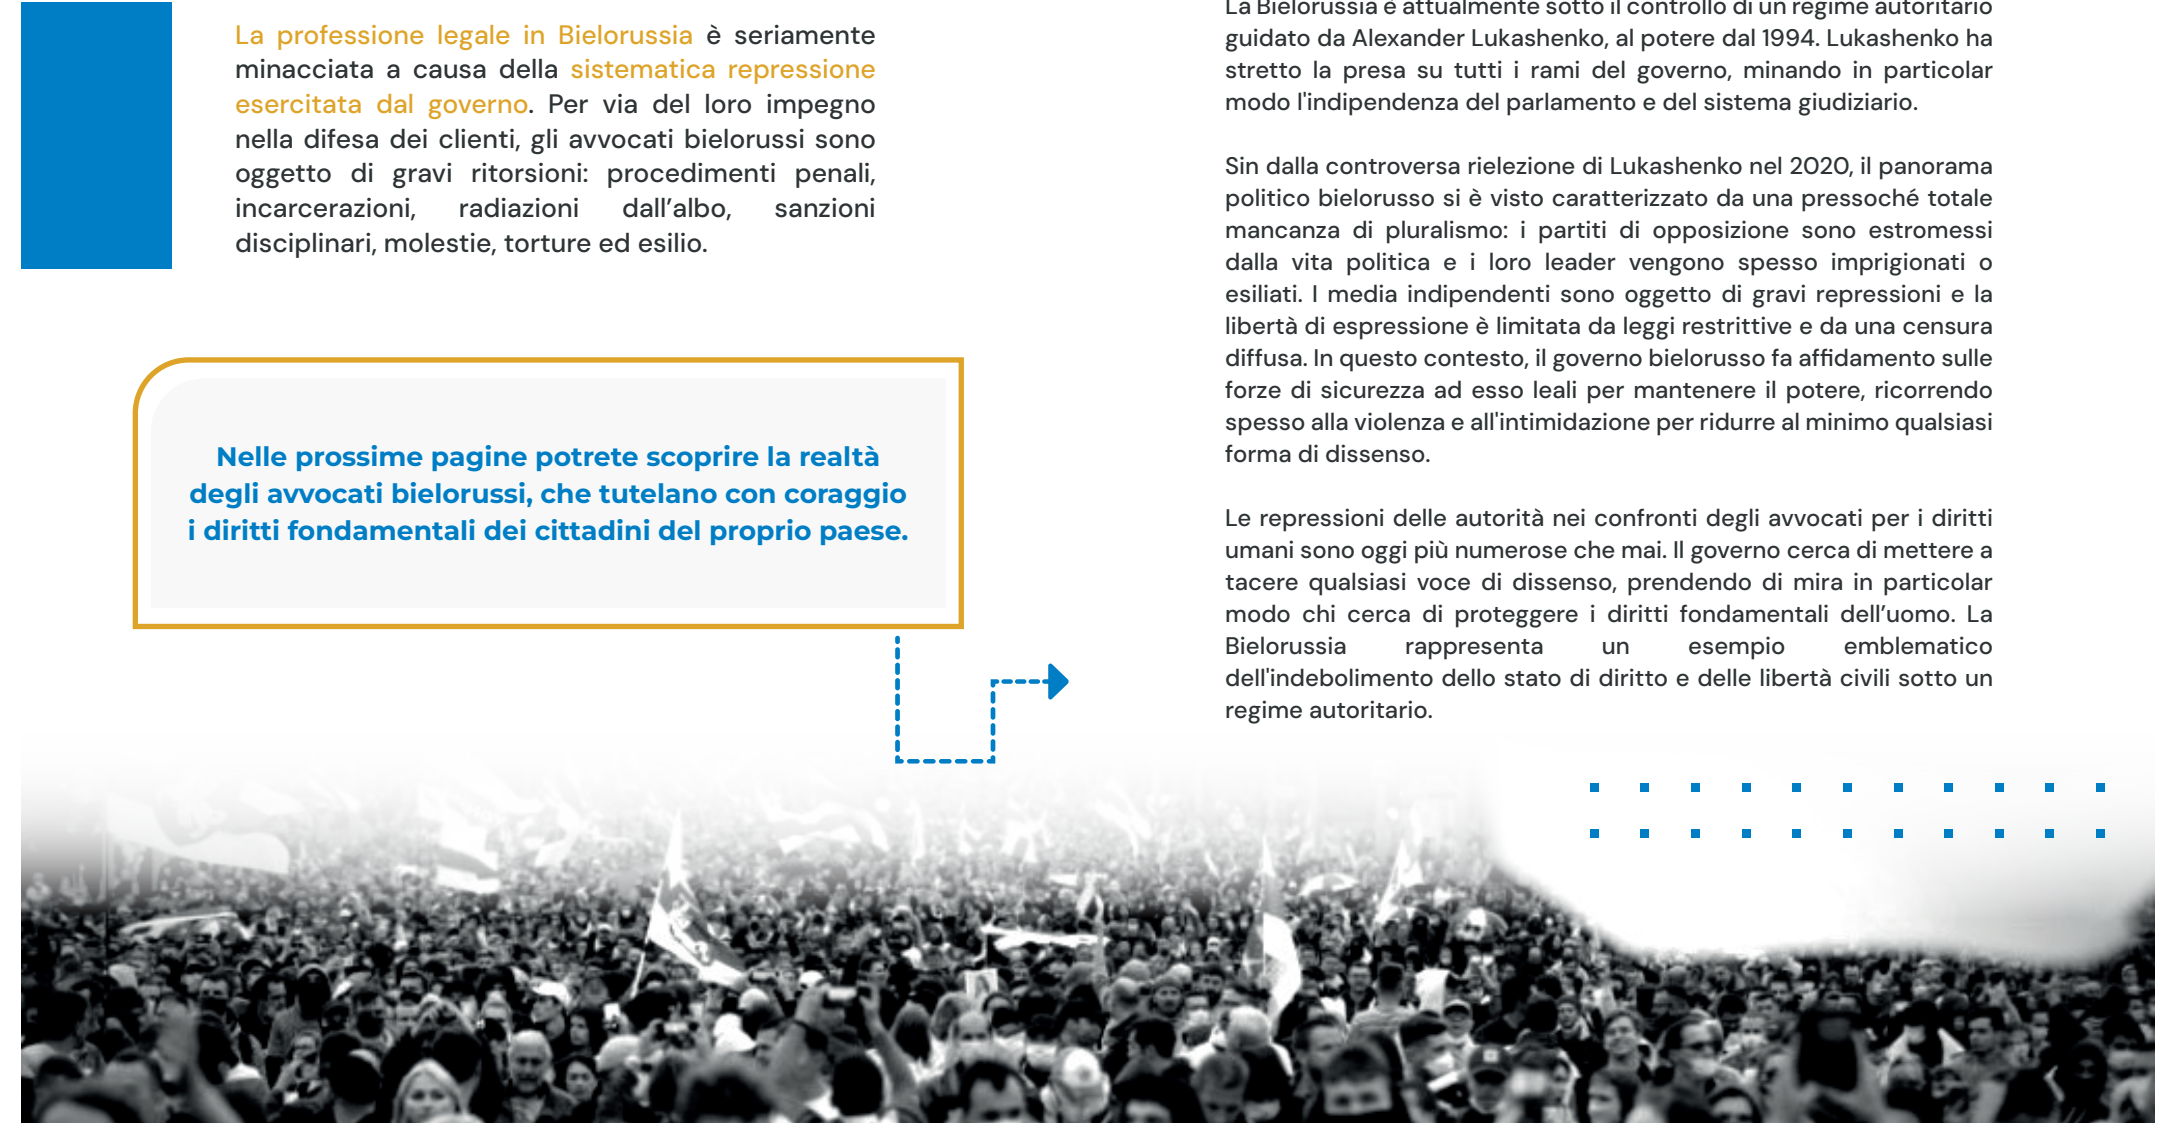 La professione legale in Bielorussia è seriamente
minacciata a causa della sistematica repressione
esercitata dal governo. Per via del loro impegno
nella difesa dei clienti, gli avvocati bielorussi sono
oggetto di gravi ritorsioni: procedimenti penali,
incarcerazioni, radiazioni dall’albo, sanzioni
disciplinari, molestie, torture ed esilio.
Nelle prossime pagine potrete scoprire la realtà
degli avvocati bielorussi, che tutelano con coraggio
i diritti fondamentali dei cittadini del proprio paese.
La Bielorussia è attualmente sotto il controllo di un regime autoritario
guidato da Alexander Lukashenko, al potere dal 1994. Lukashenko ha
stretto la presa su tutti i rami del governo, minando in particolar
modo l'indipendenza del parlamento e del sistema giudiziario.
Sin dalla controversa rielezione di Lukashenko nel 2020, il panorama
politico bielorusso si è visto caratterizzato da una pressoché totale
mancanza di pluralismo: i partiti di opposizione sono estromessi
dalla vita politica e i loro leader vengono spesso imprigionati o
esiliati. I media indipendenti sono oggetto di gravi repressioni e la
libertà di espressione è limitata da leggi restrittive e da una censura
diffusa. In questo contesto, il governo bielorusso fa affidamento sulle
forze di sicurezza ad esso leali per mantenere il potere, ricorrendo
spesso alla violenza e all'intimidazione per ridurre al minimo qualsiasi
forma di dissenso.
Le repressioni delle autorità nei confronti degli avvocati per i diritti
umani sono oggi più numerose che mai. Il governo cerca di mettere a
tacere qualsiasi voce di dissenso, prendendo di mira in particolar
modo chi cerca di proteggere i diritti fondamentali dell’uomo. La
Bielorussia rappresenta un esempio emblematico
dell'indebolimento dello stato di diritto e delle libertà civili sotto un
regime autoritario.